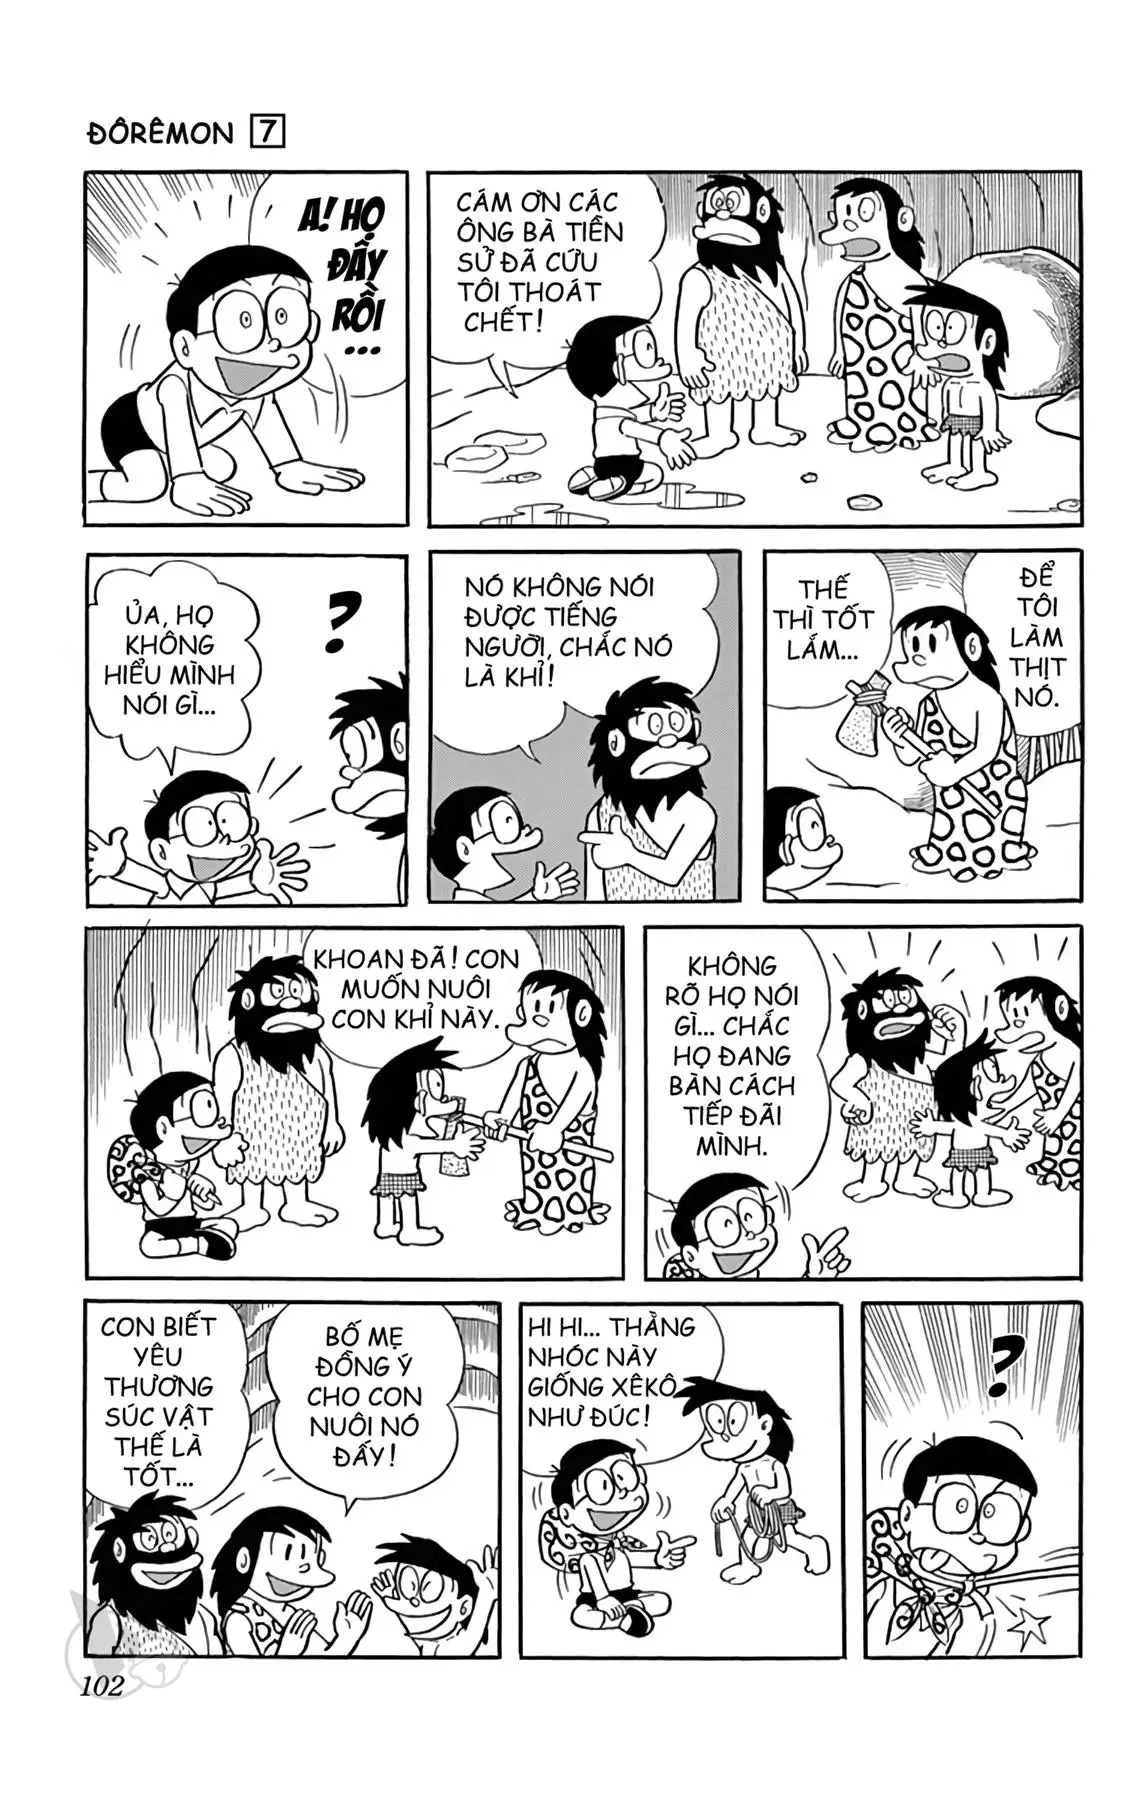 ĐÔRÊMON 7
A! HỌ
ĐÂY
RỒI
...
CÁM ƠN CÁC
ÔNG BÀ TIỀN
SỬ ĐÃ CỨU
TÔI THOÁT
CHẾT!
ỦA, HỌ
KHÔNG
HIỂU MÌNH
NÓI GÌ...
?
NÓ KHÔNG NÓI
ĐƯỢC TIẾNG
NGƯỜI, CHẮC NÓ
LÀ KHỈ!
THẾ
THÌ TỐT
LẮM...
ĐỂ
TÔI
LÀM
THỊT
NÓ.
KHOAN ĐÃ! CON
MUỐN NUÔI
CON KHỈ NÀY.
KHÔNG
RÕ HỌ NÓI
GÌ... CHẮC
HỌ ĐANG
BÀN CÁCH
TIẾP ĐÃI
MÌNH.
CON BIẾT
YÊU
THƯƠNG
SÚC VẬT
THẾ LÀ
TỐT...
BỐ MẸ
ĐỒNG Ý
CHO CON
NUÔI NÓ
ĐẤY!
HI HI... THẰNG
NHÓC NÀY
GIỐNG XÊKÔ
NHƯ ĐÚC!
?
102